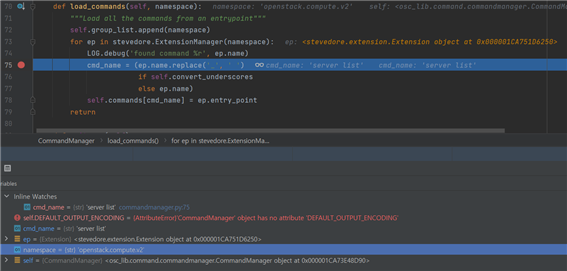 70 def load_commands(self, namespace): namespace: 'openstack.compute.v2' self: <osc_lib.command.commandmanager.CommandManager
71 """Load all the commands from an entrypoint"""
72 self.group_list.append(namespace)
73 for ep in stevedore.ExtensionManager(namespace): ep: <stevedore.extension.Extension object at 0x000001CA751D6250>
74 LOG.debug('found command %r', ep.name)
75 cmd_name = (ep.name.replace('_', ' ') cmd_name: 'server list' cmd_name: 'server list'
76 if self.convert_underscores
77 else ep.name)
78 self.commands[cmd_name] = ep.entry_point
79 return
80
CommandManager › load_commands() › for ep in stevedore.ExtensionMa...
variables
Inline Watches
cmd_name = {str} 'server list' commandmanager.py:75
self.DEFAULT_OUTPUT_ENCODING = {AttributeError}'CommandManager' object has no attribute 'DEFAULT_OUTPUT_ENCODING'
cmd_name = {str} 'server list'
ep = {Extension} <stevedore.extension.Extension object at 0x000001CA751D6250>
namespace = {str} 'openstack.compute.v2'
self = {CommandManager} <osc_lib.command.commandmanager.CommandManager object at 0x000001CA73E48D90>